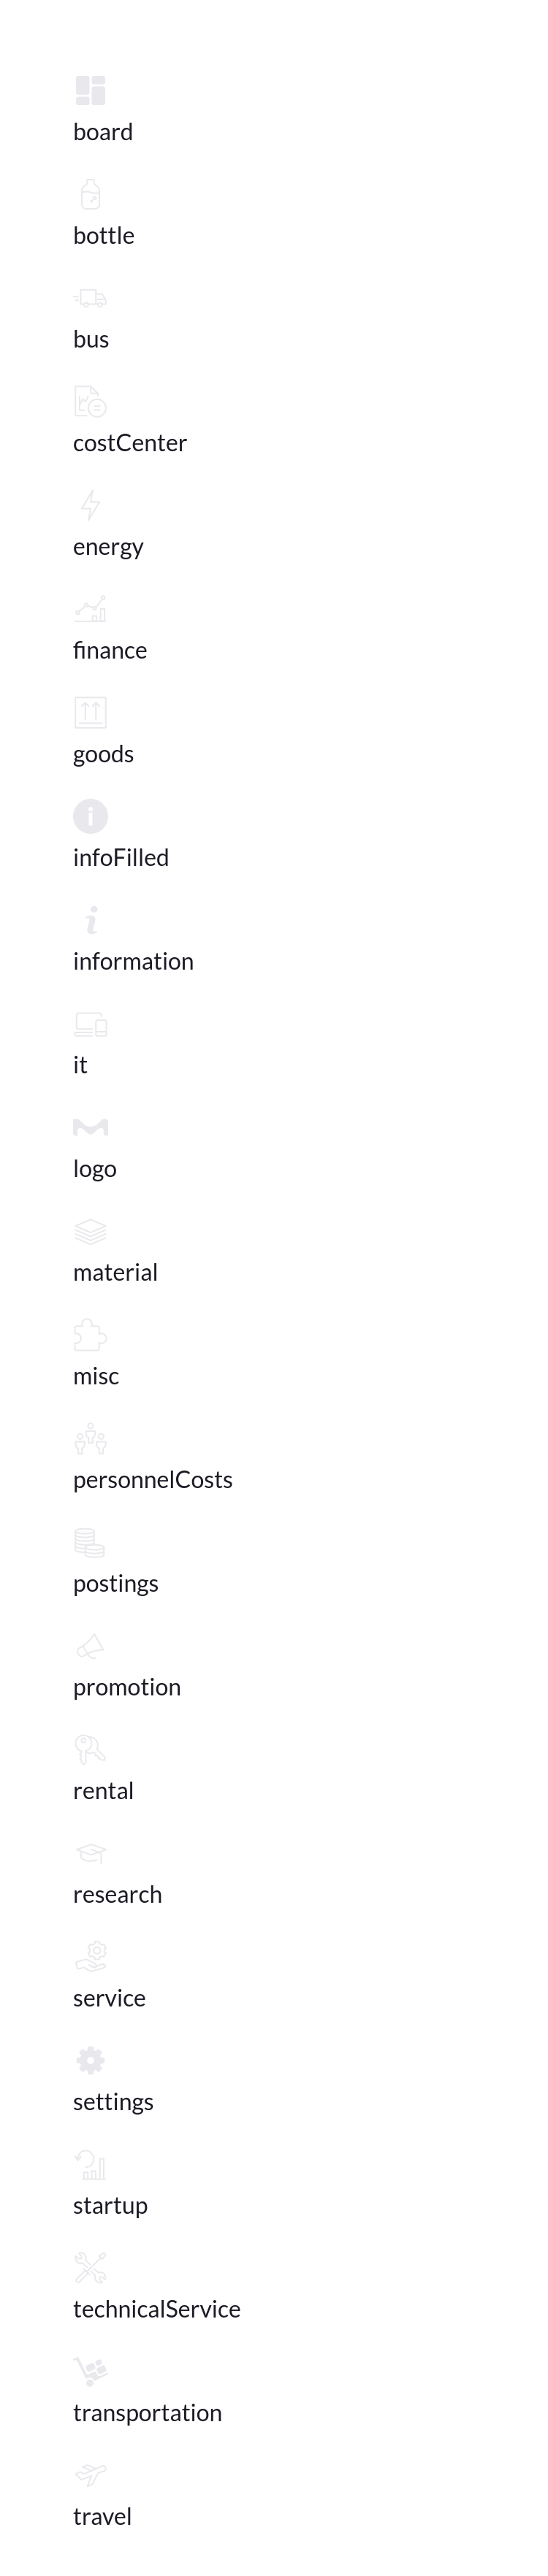 board
bottle
bus
costCenter
energy
finance
goods
infoFilled
information
it
logo
material
misc
personnelCosts
postings
promotion
rental
research
service
settings
startup
technicalService
transportation
travel